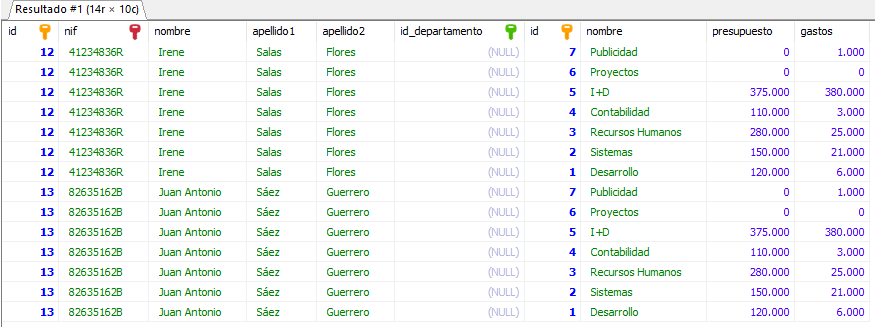 Resultado #1 (14r × 10c)
id nif nombre apellido1 apellido2 id_departamento id nombre presupuesto gastos
12 41234836R Irene Salas Flores (NULL) 7 Publicidad 0 1.000
12 41234836R Irene Salas Flores (NULL) 6 Proyectos 0 0
12 41234836R Irene Salas Flores (NULL) 5 I+D 375.000 380.000
12 41234836R Irene Salas Flores (NULL) 4 Contabilidad 110.000 3.000
12 41234836R Irene Salas Flores (NULL) 3 Recursos Humanos 280.000 25.000
12 41234836R Irene Salas Flores (NULL) 2 Sistemas 150.000 21.000
12 41234836R Irene Salas Flores (NULL) 1 Desarrollo 120.000 6.000
13 82635162B Juan Antonio Sáez Guerrero (NULL) 7 Publicidad 0 1.000
13 82635162B Juan Antonio Sáez Guerrero (NULL) 6 Proyectos 0 0
13 82635162B Juan Antonio Sáez Guerrero (NULL) 5 I+D 375.000 380.000
13 82635162B Juan Antonio Sáez Guerrero (NULL) 4 Contabilidad 110.000 3.000
13 82635162B Juan Antonio Sáez Guerrero (NULL) 3 Recursos Humanos 280.000 25.000
13 82635162B Juan Antonio Sáez Guerrero (NULL) 2 Sistemas 150.000 21.000
13 82635162B Juan Antonio Sáez Guerrero (NULL) 1 Desarrollo 120.000 6.000